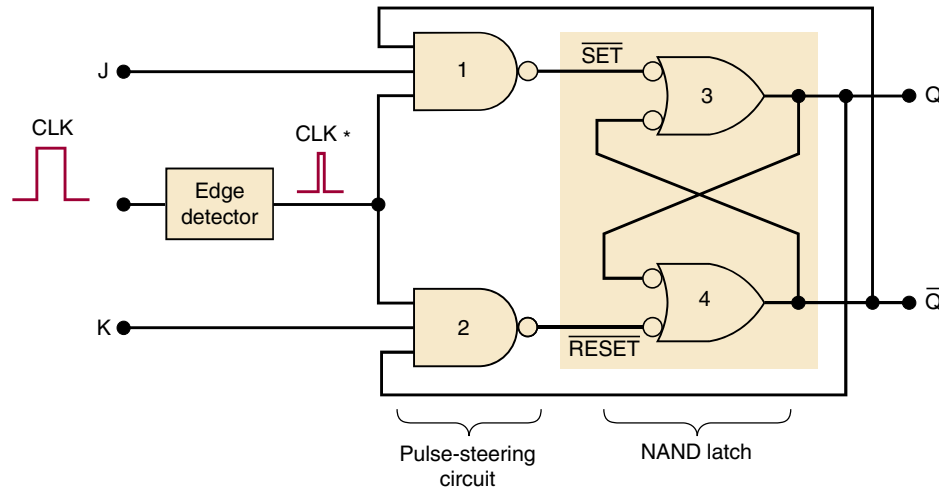 J
CLK
Edge
detector
CLK *
K
1
2
SET
RESET
3
4
Q
Q̅
Pulse-steering
circuit
NAND latch